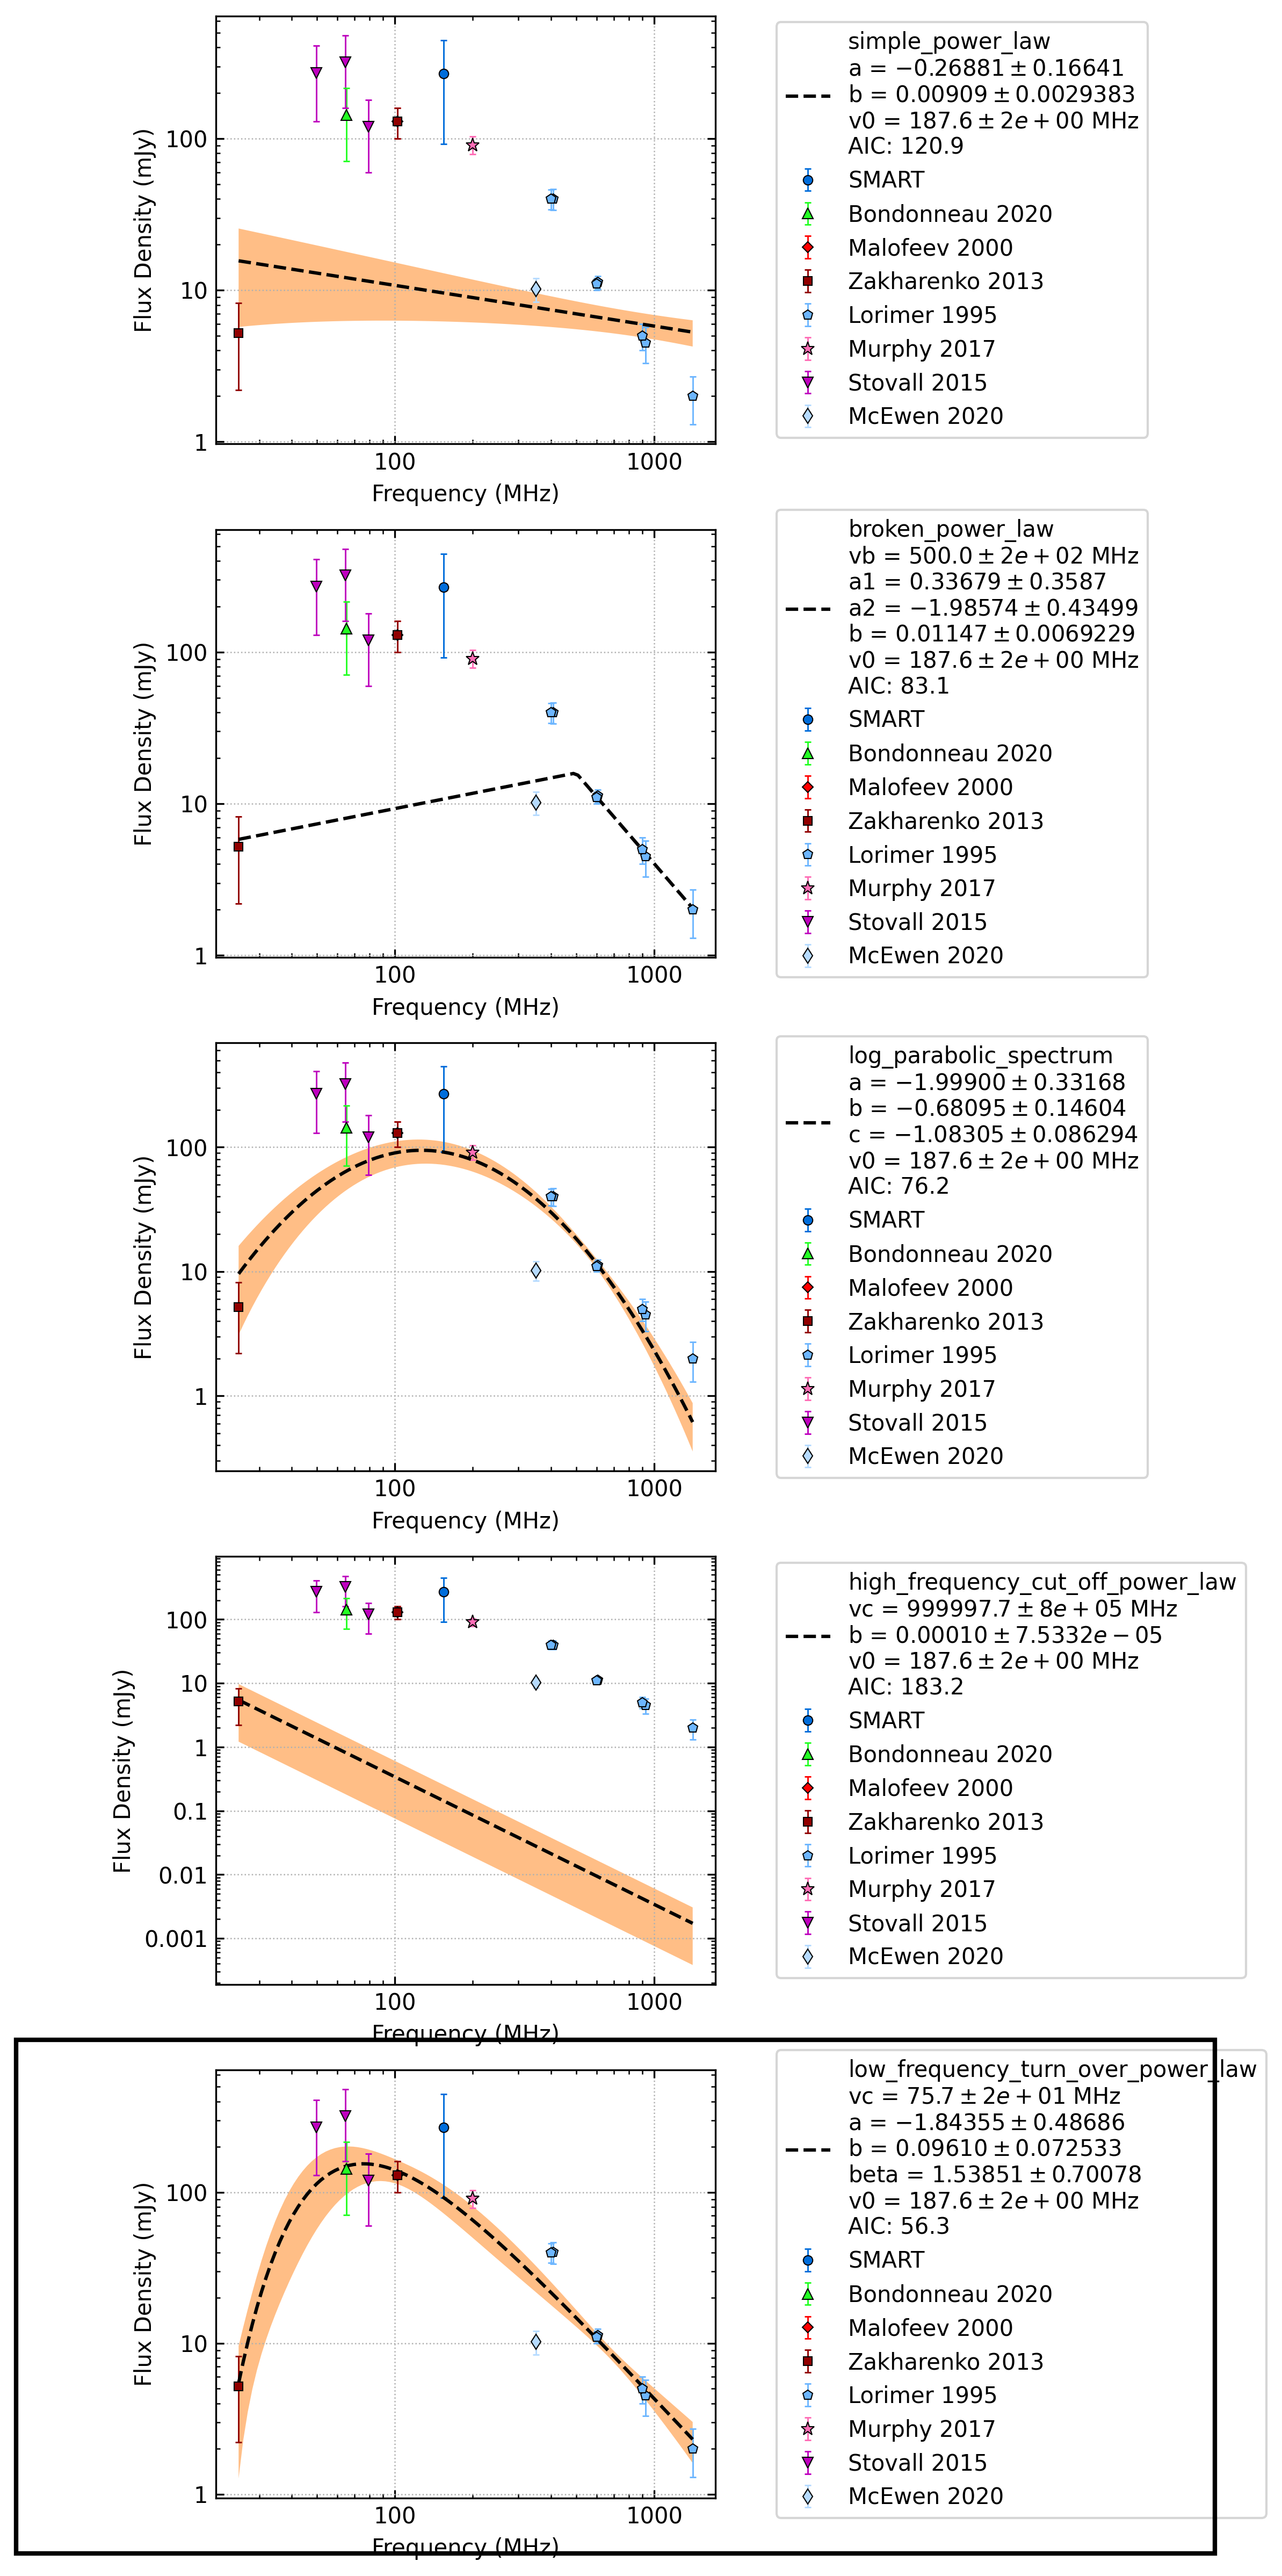 Flux Density (mJy)
100
10
1
100
1000
Frequency (MHz)
simple_power_law
a = −0.26881 ± 0.16641
b = 0.00909 ± 0.0029383
v0 = 187.6 ± 2e + 00 MHz
AIC: 120.9
SMART
Bondonneau 2020
Malofeev 2000
Zakharenko 2013
Lorimer 1995
Murphy 2017
Stovall 2015
McEwen 2020
Flux Density (mJy)
100
10
1
100
1000
Frequency (MHz)
broken_power_law
vb = 500.0 ± 2e + 02 MHz
a1 = 0.33679 ± 0.3587
a2 = −1.98574 ± 0.43499
b = 0.01147 ± 0.0069229
v0 = 187.6 ± 2e + 00 MHz
AIC: 83.1
SMART
Bondonneau 2020
Malofeev 2000
Zakharenko 2013
Lorimer 1995
Murphy 2017
Stovall 2015
McEwen 2020
Flux Density (mJy)
100
10
1
100
1000
Frequency (MHz)
log_parabolic_spectrum
a = −1.99900 ± 0.33168
b = −0.68095 ± 0.14604
c = −1.08305 ± 0.086294
v0 = 187.6 ± 2e + 00 MHz
AIC: 76.2
SMART
Bondonneau 2020
Malofeev 2000
Zakharenko 2013
Lorimer 1995
Murphy 2017
Stovall 2015
McEwen 2020
Flux Density (mJy)
100
10
1
0.1
0.01
0.001
100
1000
Frequency (MHz)
high_frequency_cut_off_power_law
vc = 999997.7 ± 8e + 05 MHz
b = 0.00010 ± 7.5332e − 05
v0 = 187.6 ± 2e + 00 MHz
AIC: 183.2
SMART
Bondonneau 2020
Malofeev 2000
Zakharenko 2013
Lorimer 1995
Murphy 2017
Stovall 2015
McEwen 2020
Flux Density (mJy)
100
10
1
100
1000
Frequency (MHz)
low_frequency_turn_over_power_law
vc = 75.7 ± 2e + 01 MHz
a = −1.84355 ± 0.48686
b = 0.09610 ± 0.072533
beta = 1.53851 ± 0.70078
v0 = 187.6 ± 2e + 00 MHz
AIC: 56.3
SMART
Bondonneau 2020
Malofeev 2000
Zakharenko 2013
Lorimer 1995
Murphy 2017
Stovall 2015
McEwen 2020